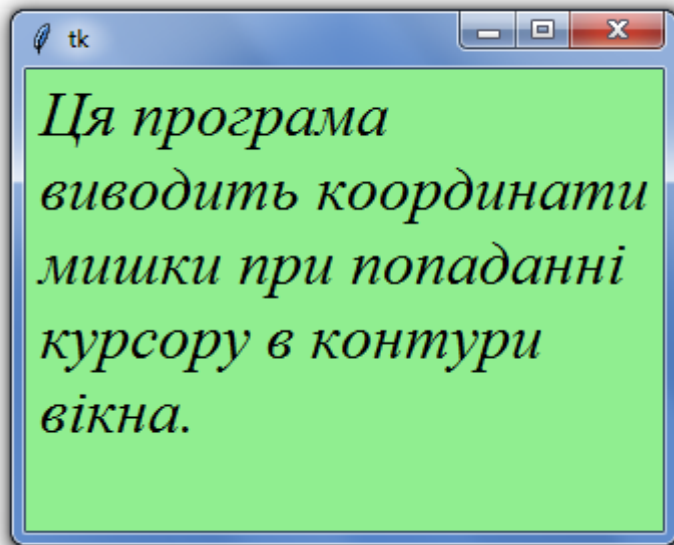 tk
Ця програма
виводить координати
мишки при попаданні
курсору в контури
вікна.